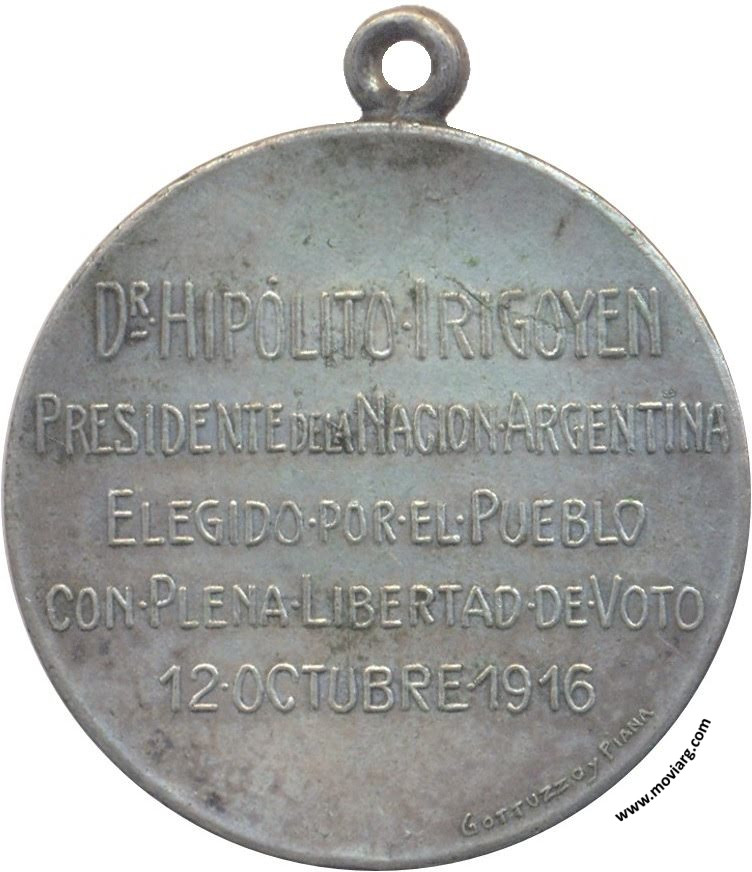 DR. HIPÓLITO·IRIGOYEN
PRESIDENTE DE LA NACION·ARGENTINA
ELEGIDO·POR·EL·PUEBLO
CON·PLENA·LIBERTAD·DE·VOTO
12·OCTUBRE·1916
GOTTUZZO y PIANA
www.moviarg.com